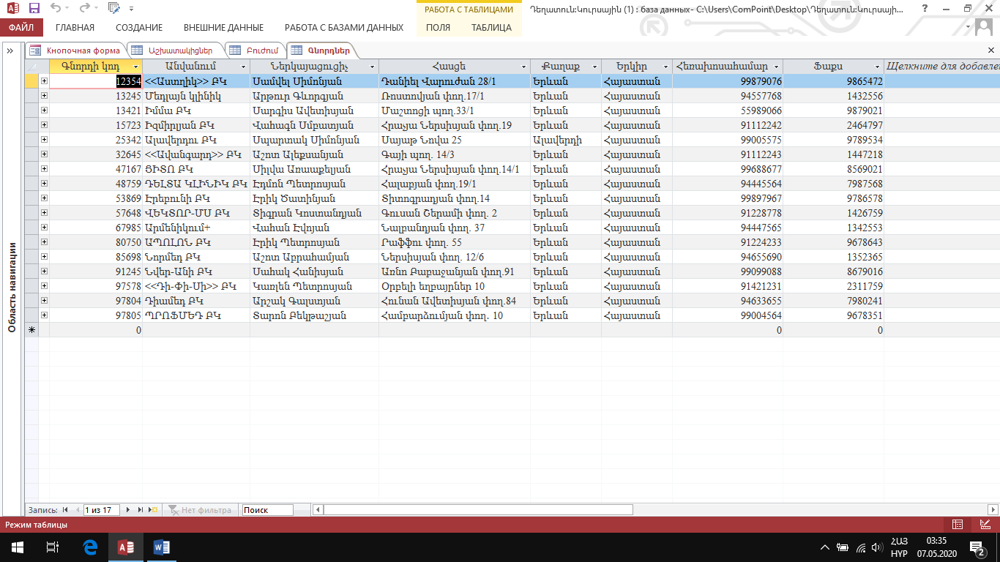 РАБОТА С ТАБЛИЦАМИ Դեղատուն:Կուրսային (1) : база данных- C:\Users\ComPoint\Desktop\Դեղատուն:Կուրսայի... ?
ФАЙЛ ГЛАВНАЯ СОЗДАНИЕ ВНЕШНИЕ ДАННЫЕ РАБОТА С БАЗАМИ ДАННЫХ ПОЛЯ ТАБЛИЦА
Кнопочная форма Աշխատակիցներ Բուժում Գնորդներ
Գնորդի կոդ Անվանում Ներկայացուցիչ Հասցե Քաղաք Երկիր Հեռախոսահամար Ֆաքս Щелкните для добавле
12354 <<Աստղիկ>> ԲԿ Սամվել Սիմոնյան Դանիել Վարուժան 28/1 Երևան Հայաստան 99879076 9865472
13245 Մեդլայն կլինիկ Արթուր Գևորգյան Ռոստովյան փող.17/1 Երևան Հայաստան 94557768 1432556
13421 Իմմա ԲԿ Սարգիս Ավետիսյան Մաշտոցի պող.33/1 Երևան Հայաստան 55989066 9879021
15723 Իզմիրլյան ԲԿ Վահագն Սմբատյան Հրաչյա Ներսիսյան փող.19 Երևան Հայաստան 91112242 2464797
25342 Ալավերդու ԲԿ Սպարտակ Սիմոնյան Սայաթ Նովա 25 Ալավերդի Հայաստան 99005575 9789534
32645 <<Ավանգարդ>> ԲԿ Աշոտ Ալեքսանյան Գայի պող. 14/3 Երևան Հայաստան 91112243 1447218
47167 ՑԻՏՈ ԲԿ Սիլվա Առաաքելյան Հրաչյա Ներսիսյան փող.14/1 Երևան Հայաստան 99688677 8569021
48759 ԴԵԼՏԱ ԿԼԻՆԻԿ ԲԿ Էդմոն Պետրոսյան Հալաբյան փող.19/1 Երևան Հայաստան 94445564 7987568
53869 Էրեբունի ԲԿ Էրիկ Ծատինյան Տիտոգրադյան փող.14 Երևան Հայաստան 99897967 9786578
57648 ՎԵԿՏՈՐ-ՄՍ ԲԿ Տիգրան Կոստանդյան Գուսան Շերամի փող. 2 Երևան Հայաստան 91228778 1426759
67985 Արմենիկում+ Վահան Էվոյան Նալբանդյան փող. 37 Երևան Հայաստան 94447565 1342553
80750 ԱՊՈԼՈՆ ԲԿ Էրիկ Պետրոսյան Րաֆֆու փող. 55 Երևան Հայաստան 91224233 9678643
85698 Նորմեդ ԲԿ Աշոտ Աբրահամյան Ներսիսյան փող. 12/6 Երևան Հայաստան 94655690 1352365
91245 Նվեր-Անի ԲԿ Սահակ Հանիսյան Առնո Բաբաջանյան փող.91 Երևան Հայաստան 99099088 8679016
97578 <<Դի-Փի-Սի>> ԲԿ Կառլեն Պետրոսյան Օրբելի եղբայրներ 10 Երևան Հայաստան 91421231 2311759
97804 Դիամեդ ԲԿ Արշակ Գալստյան Հունան Ավետիսյան փող.84 Երևան Հայաստան 94633655 7980241
97805 ՊՐՈՖՄԵԴ ԲԿ Տարոն Բեկթաշյան Համբարձումյան փող. 10 Երևան Հայաստան 99004564 9678351
0 0 0
Область навигации
Запись: 1 из 17 Нет фильтра Поиск
Режим таблицы
ՀԱՅ 03:35
HYP 07.05.2020 2